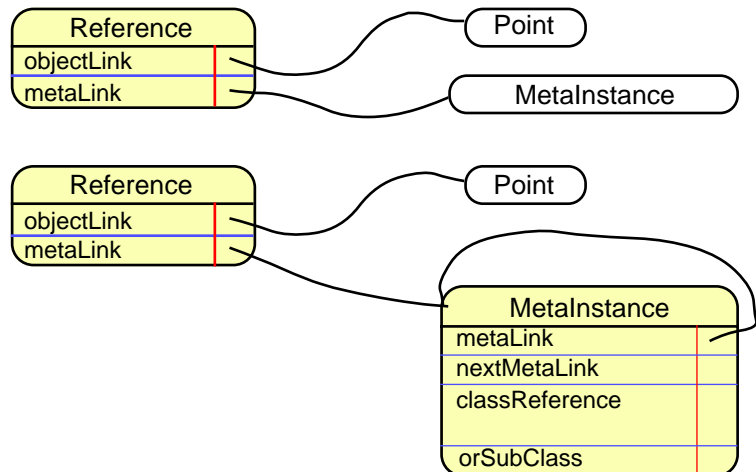 Reference
objectLink
metaLink
Point
MetaInstance
Reference
objectLink
metaLink
Point
MetaInstance
metaLink
nextMetaLink
classReference
orSubClass